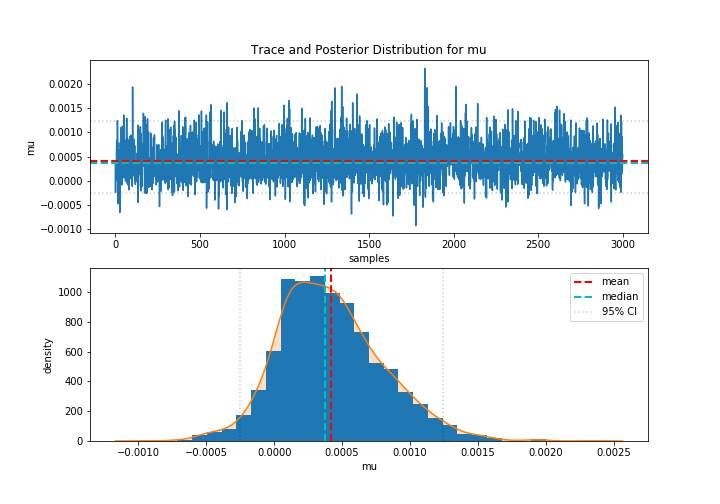 Trace and Posterior Distribution for mu
0.0020
0.0015
0.0010
0.0005
0.0000
−0.0005
−0.0010
mu
0 500 1000 1500 2000 2500 3000
samples
mean
median
95% CI
1000
800
600
400
200
0
density
−0.0010 −0.0005 0.0000 0.0005 0.0010 0.0015 0.0020 0.0025
mu